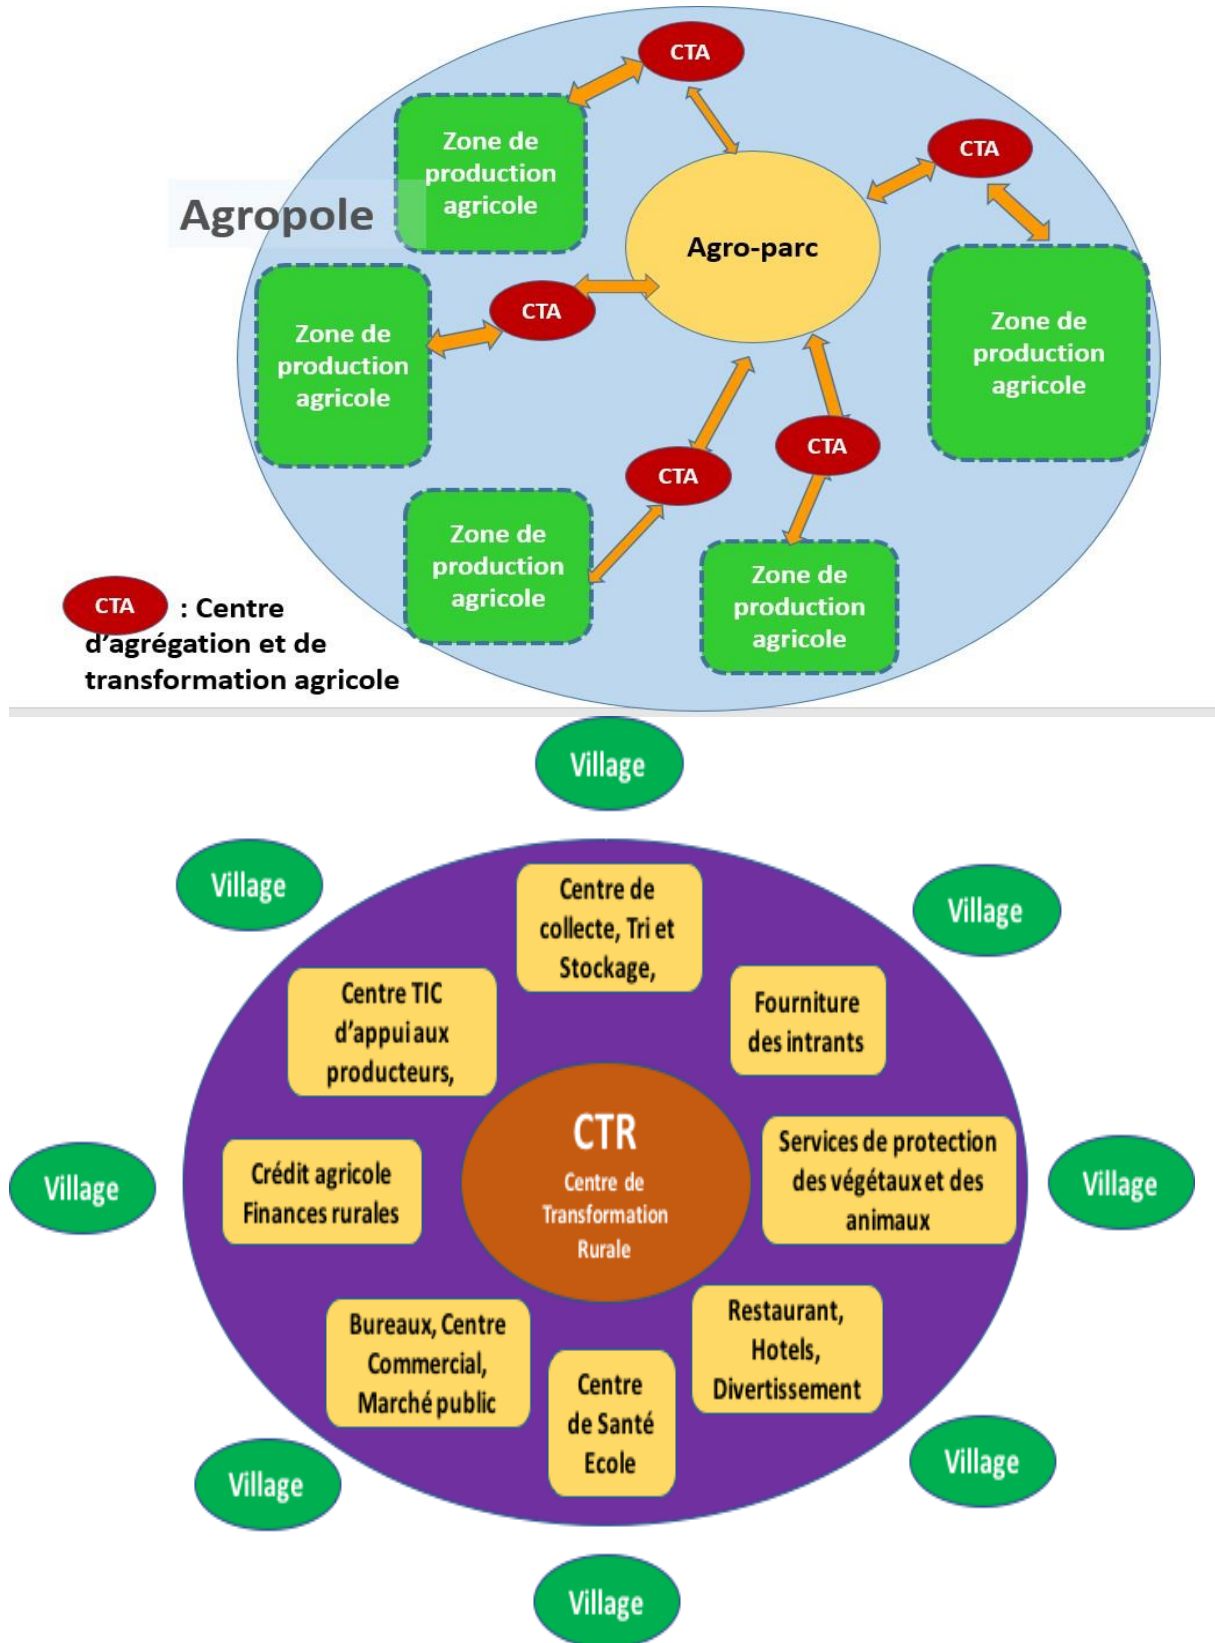 CTA
Zone de
production
agricole
CTA
Agropole
Agro-parc
Zone de
production
agricole
CTA
Zone de
production
agricole
CTA
CTA
Zone de
production
agricole
Zone de
production
agricole
CTA : Centre
d'agrégation et de
transformation agricole
Village
Village
Village
Centre de
collecte, Tri et
Stockage,
Centre TIC
d'appui aux
producteurs,
Fourniture
des intrants
CTR
Centre de
Transformation
Rurale
Crédit agricole
Finances rurales
Services de protection
des végétaux et des
animaux
Village
Village
Bureaux, Centre
Commercial,
Marché public
Centre
de Santé
Ecole
Restaurant,
Hotels,
Divertissement
Village
Village
Village